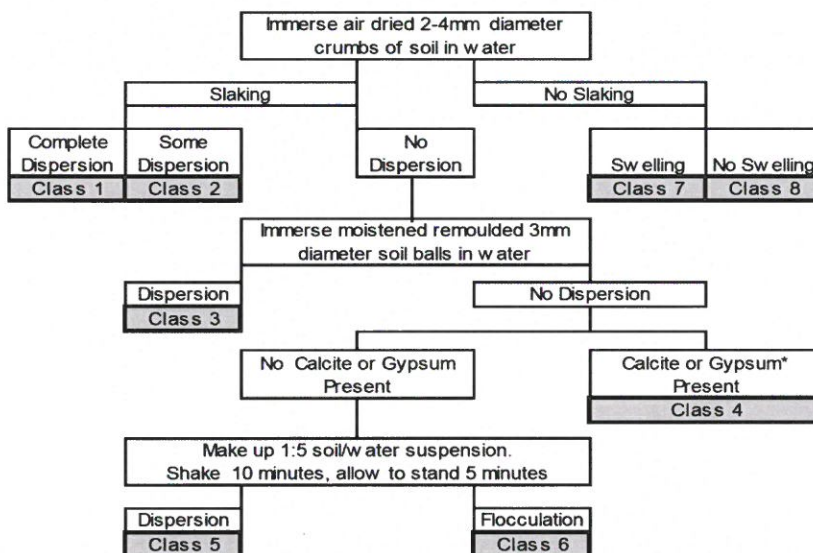 Immerse air dried 2-4mm diameter
crumbs of soil in water
Slaking
No Slaking
Complete
Dispersion
Class 1
Some
Dispersion
Class 2
No
Dispersion
Swelling
Class 7
No Swelling
Class 8
Immerse moistened remoulded 3mm
diameter soil balls in water
Dispersion
Class 3
No Dispersion
No Calcite or Gypsum
Present
Calcite or Gypsum*
Present
Class 4
Make up 1:5 soil/water suspension.
Shake 10 minutes, allow to stand 5 minutes
Dispersion
Class 5
Flocculation
Class 6